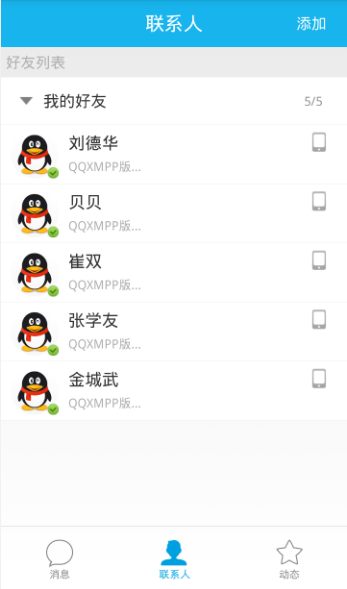 联系人
添加
好友列表
我的好友
5/5
刘德华
QQXMPP版...
贝贝
QQXMPP版...
崔双
QQXMPP版...
张学友
QQXMPP版...
金城武
QQXMPP版...
消息
联系人
动态